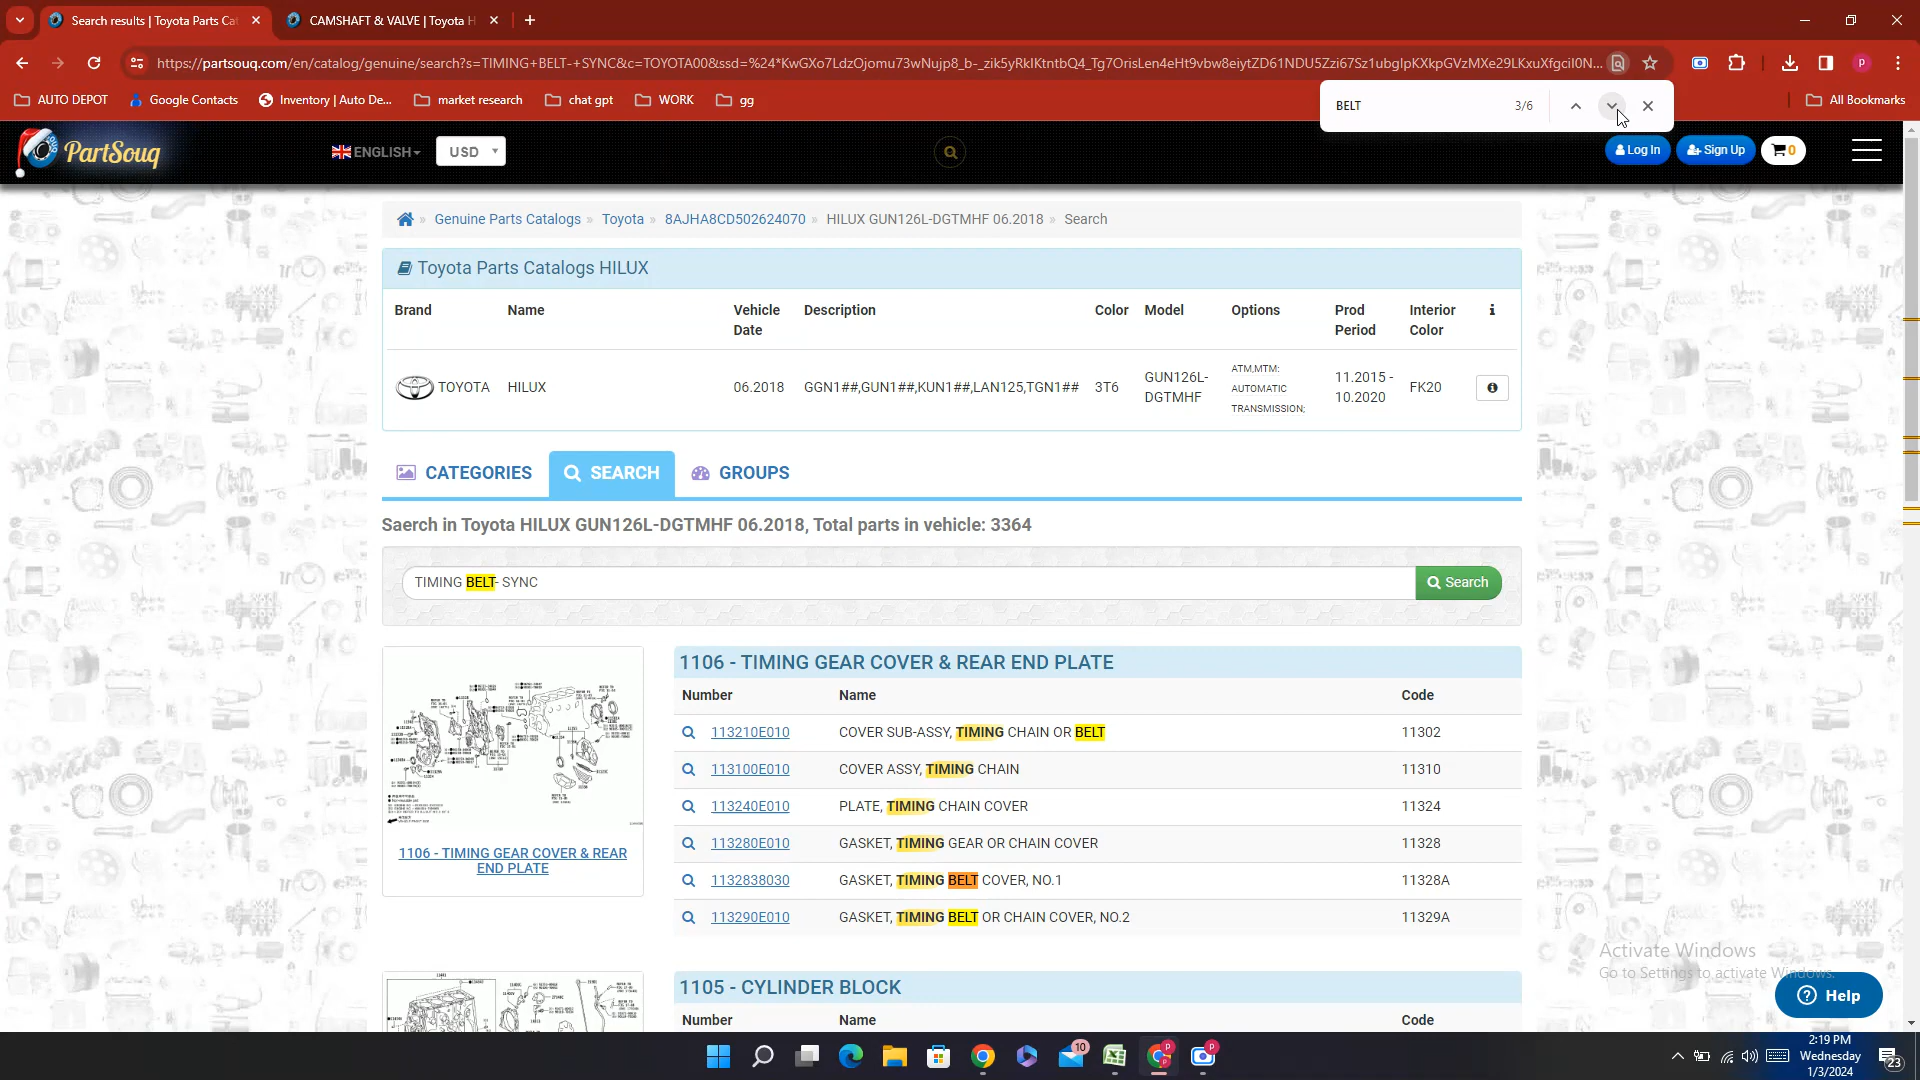 Search results | Toyota Parts Cat
CAMSHAFT & VALVE | Toyota H
https://partsouq.com/en/catalog/genuine/search?s=TIMING+BELT-+SYNC&c=TOYOTA00&ssd=%24*KwGXo7LdzOjomu73wNujp8_b-_zik5yRkIKtntbQ4_Tg7OrisLen4eHt9vbw8eiytZD61NDU5Zzi67Sz1ubgIpKXkpGVzMXe29LKxuXfgciI0N...
AUTO DEPOT
Google Contacts
Inventory | Auto De...
market research
chat gpt
WORK
gg
All Bookmarks
BELT 3/6
PartSouq
ENGLISH
USD
Log In
Sign Up
0
» Genuine Parts Catalogs » Toyota » 8AJHA8CD502624070 » HILUX GUN126L-DGTMHF 06.2018 » Search
Toyota Parts Catalogs HILUX
Brand Name Vehicle Date Description Color Model Options Prod Period Interior Color i
TOYOTA HILUX 06.2018 GGN1##,GUN1##,KUN1##,LAN125,TGN1## 3T6 GUN126L-DGTMHF ATM,MTM: AUTOMATIC TRANSMISSION; 11.2015 - 10.2020 FK20
CATEGORIES
SEARCH
GROUPS
Saerch in Toyota HILUX GUN126L-DGTMHF 06.2018, Total parts in vehicle: 3364
TIMING BELT- SYNC
Search
1106 - TIMING GEAR COVER & REAR
END PLATE
1106 - TIMING GEAR COVER & REAR END PLATE
Number Name Code
113210E010 COVER SUB-ASSY, TIMING CHAIN OR BELT 11302
113100E010 COVER ASSY, TIMING CHAIN 11310
113240E010 PLATE, TIMING CHAIN COVER 11324
113280E010 GASKET, TIMING GEAR OR CHAIN COVER 11328
1132838030 GASKET, TIMING BELT COVER, NO.1 11328A
113290E010 GASKET, TIMING BELT OR CHAIN COVER, NO.2 11329A
1105 - CYLINDER BLOCK
Number Name Code
Activate Windows
Go to Settings to activate Windows.
Help
10
2:19 PM
Wednesday
1/3/2024
23